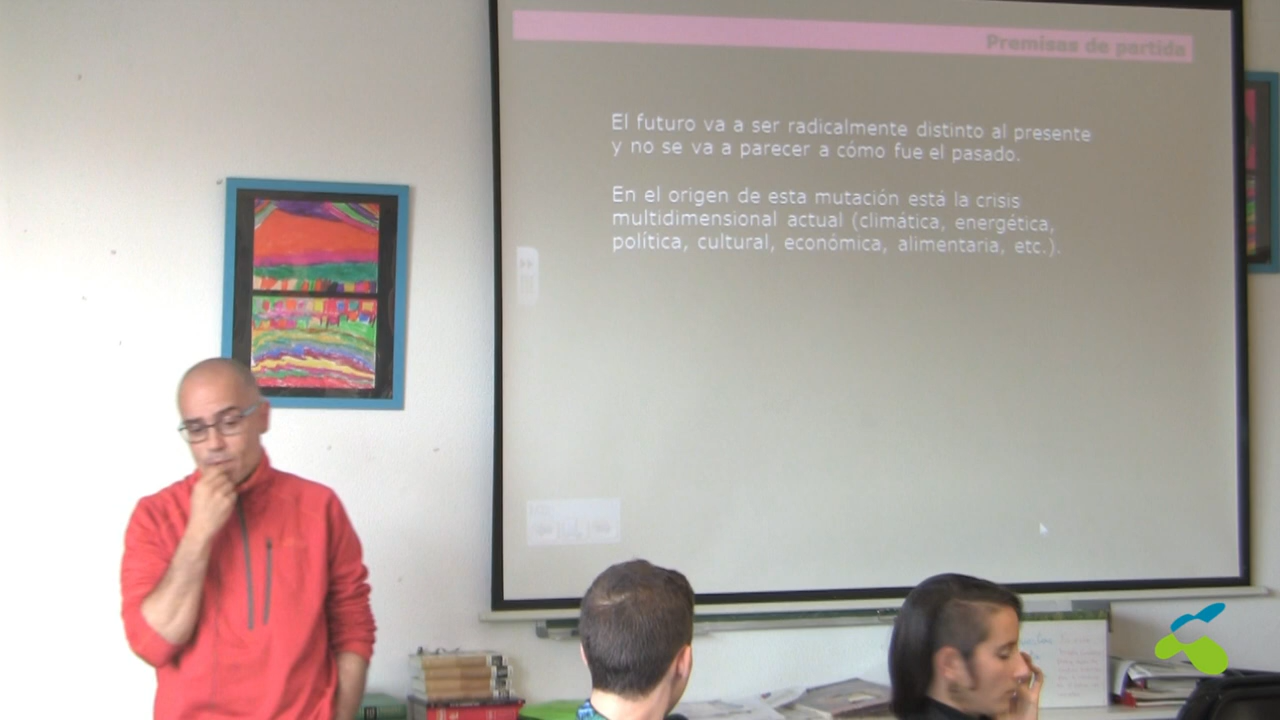 Premisas de partida
El futuro va a ser radicalmente distinto al presente
y no se va a parecer a cómo fue el pasado.
En el origen de esta mutación está la crisis
multidimensional actual (climática, energética,
política, cultural, económica, alimentaria, etc.).